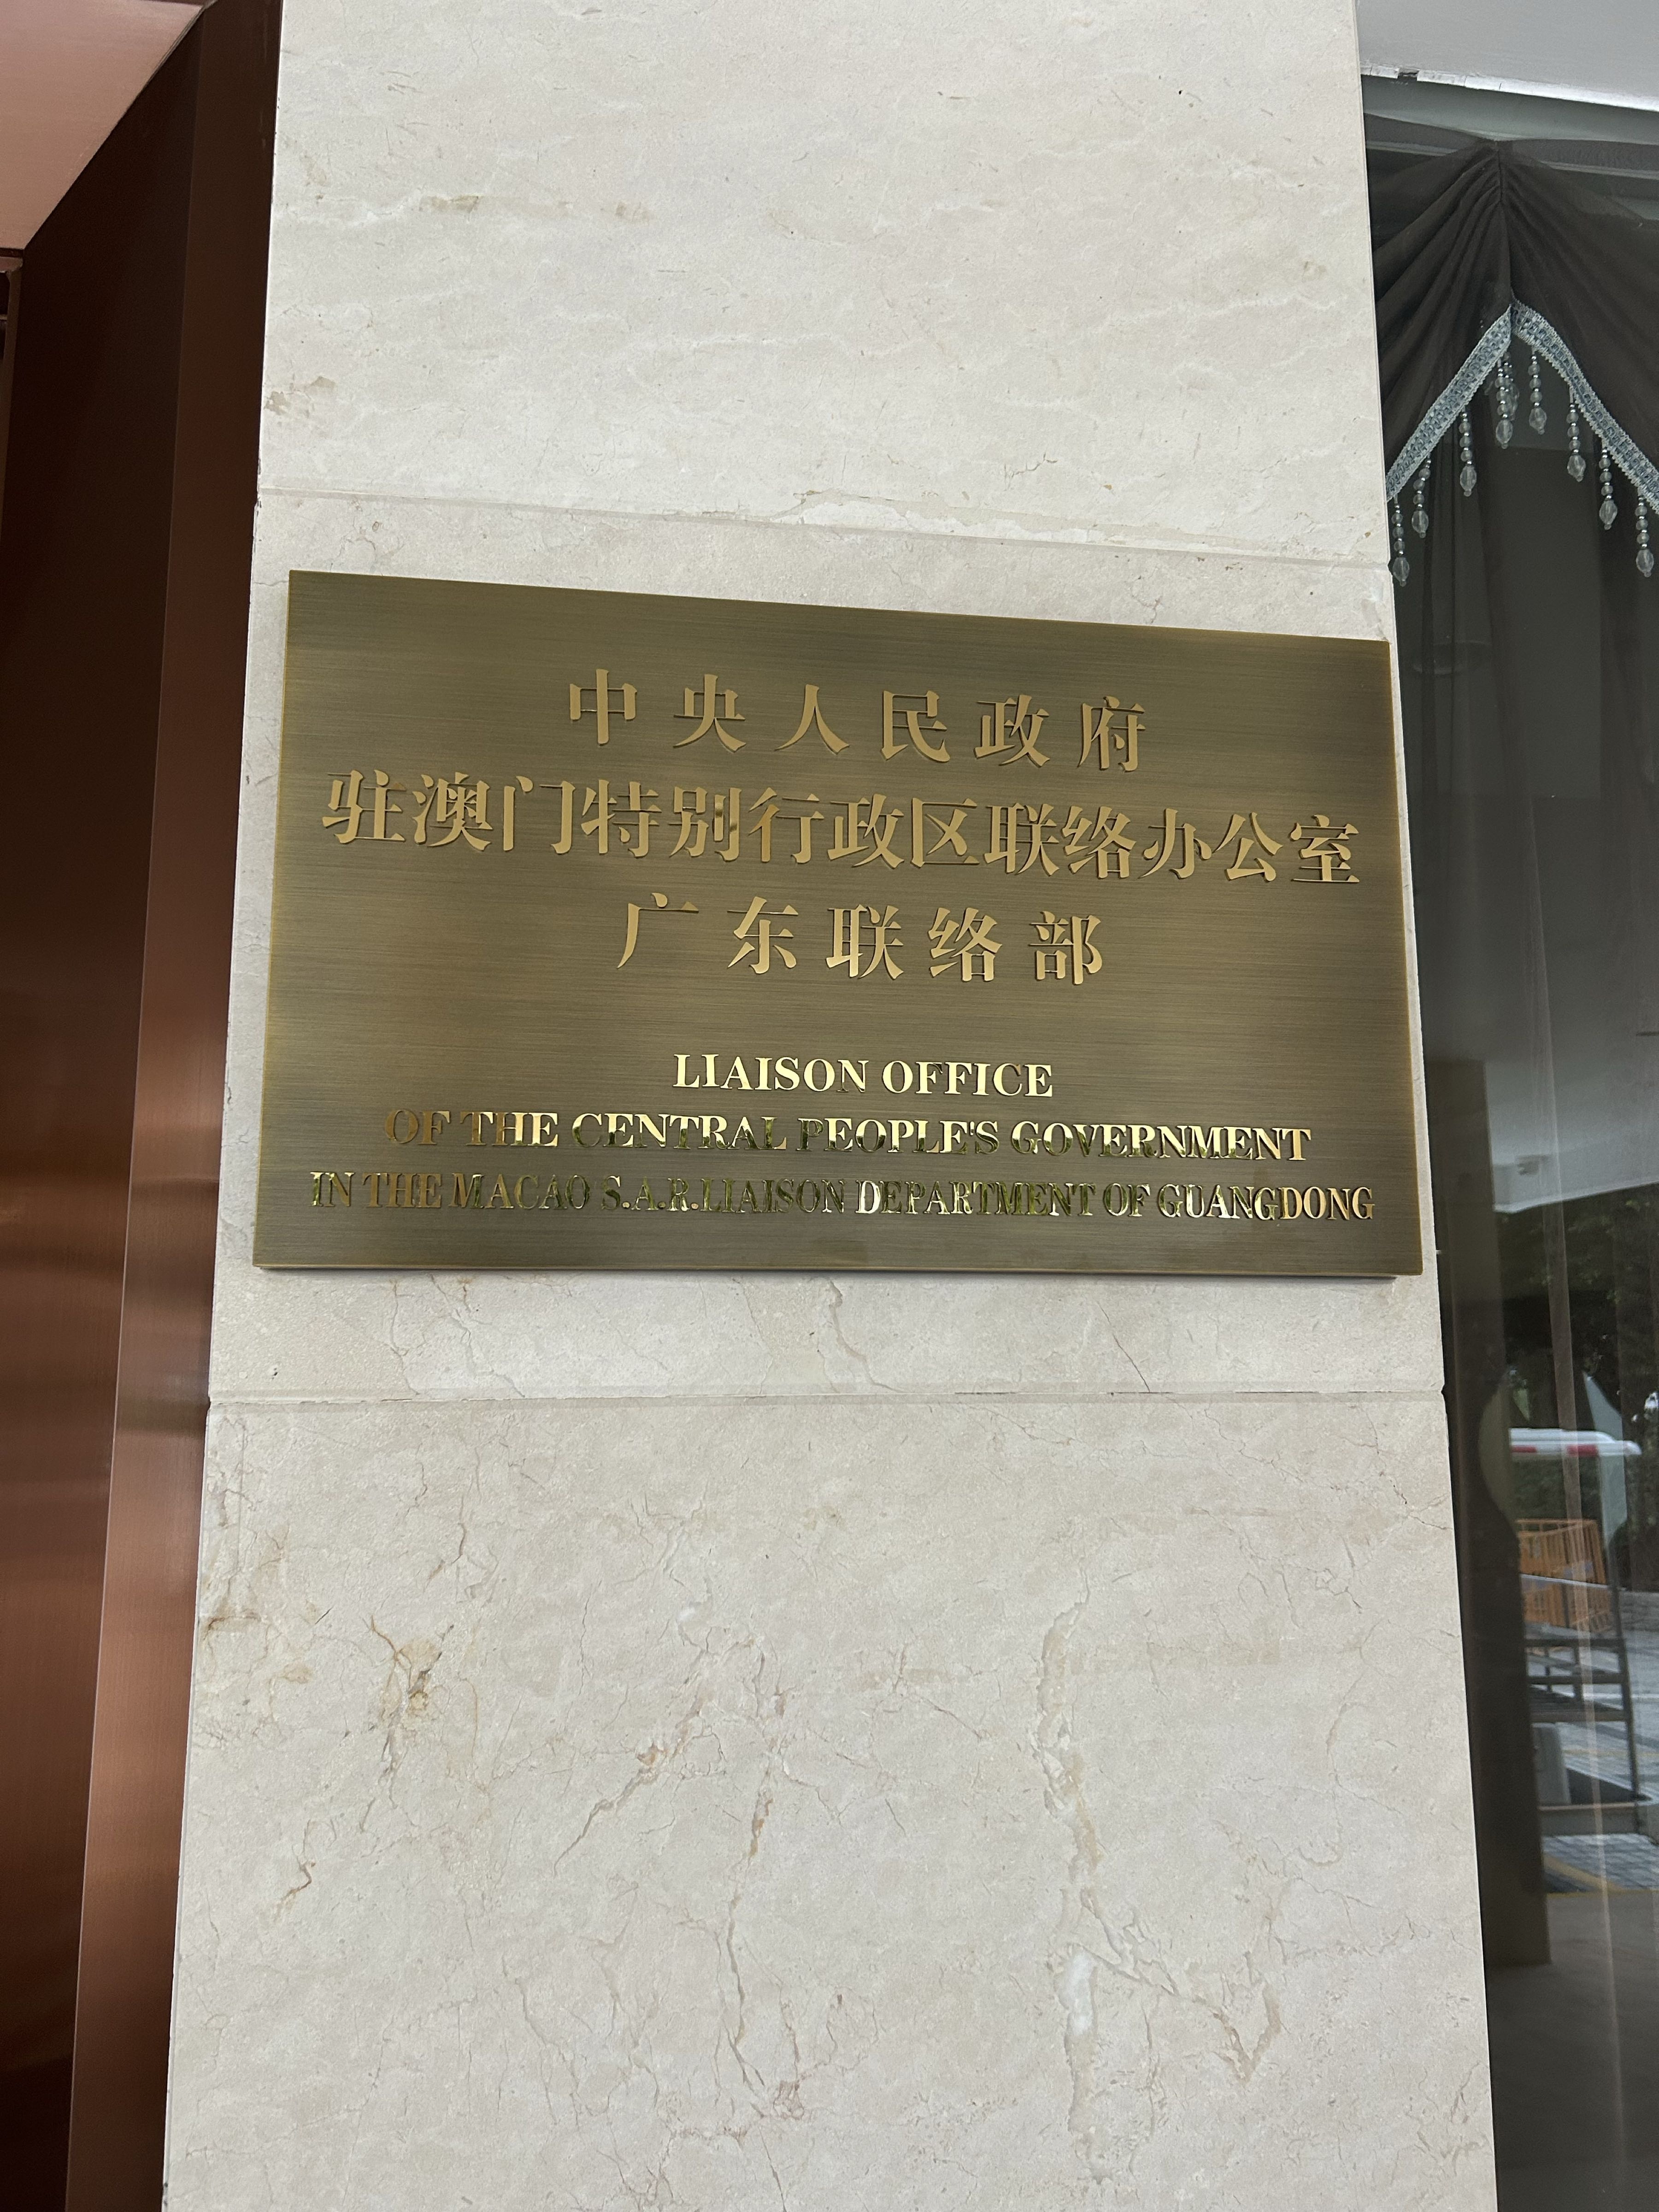 中央人民政府
驻澳门特别行政区联络办公室
广东联络部
LIAISON OFFICE
OF THE CENTRAL PEOPLE'S GOVERNMENT
IN THE MACAO S.A.R.LIAISON DEPARTMENT OF GUANGDONG